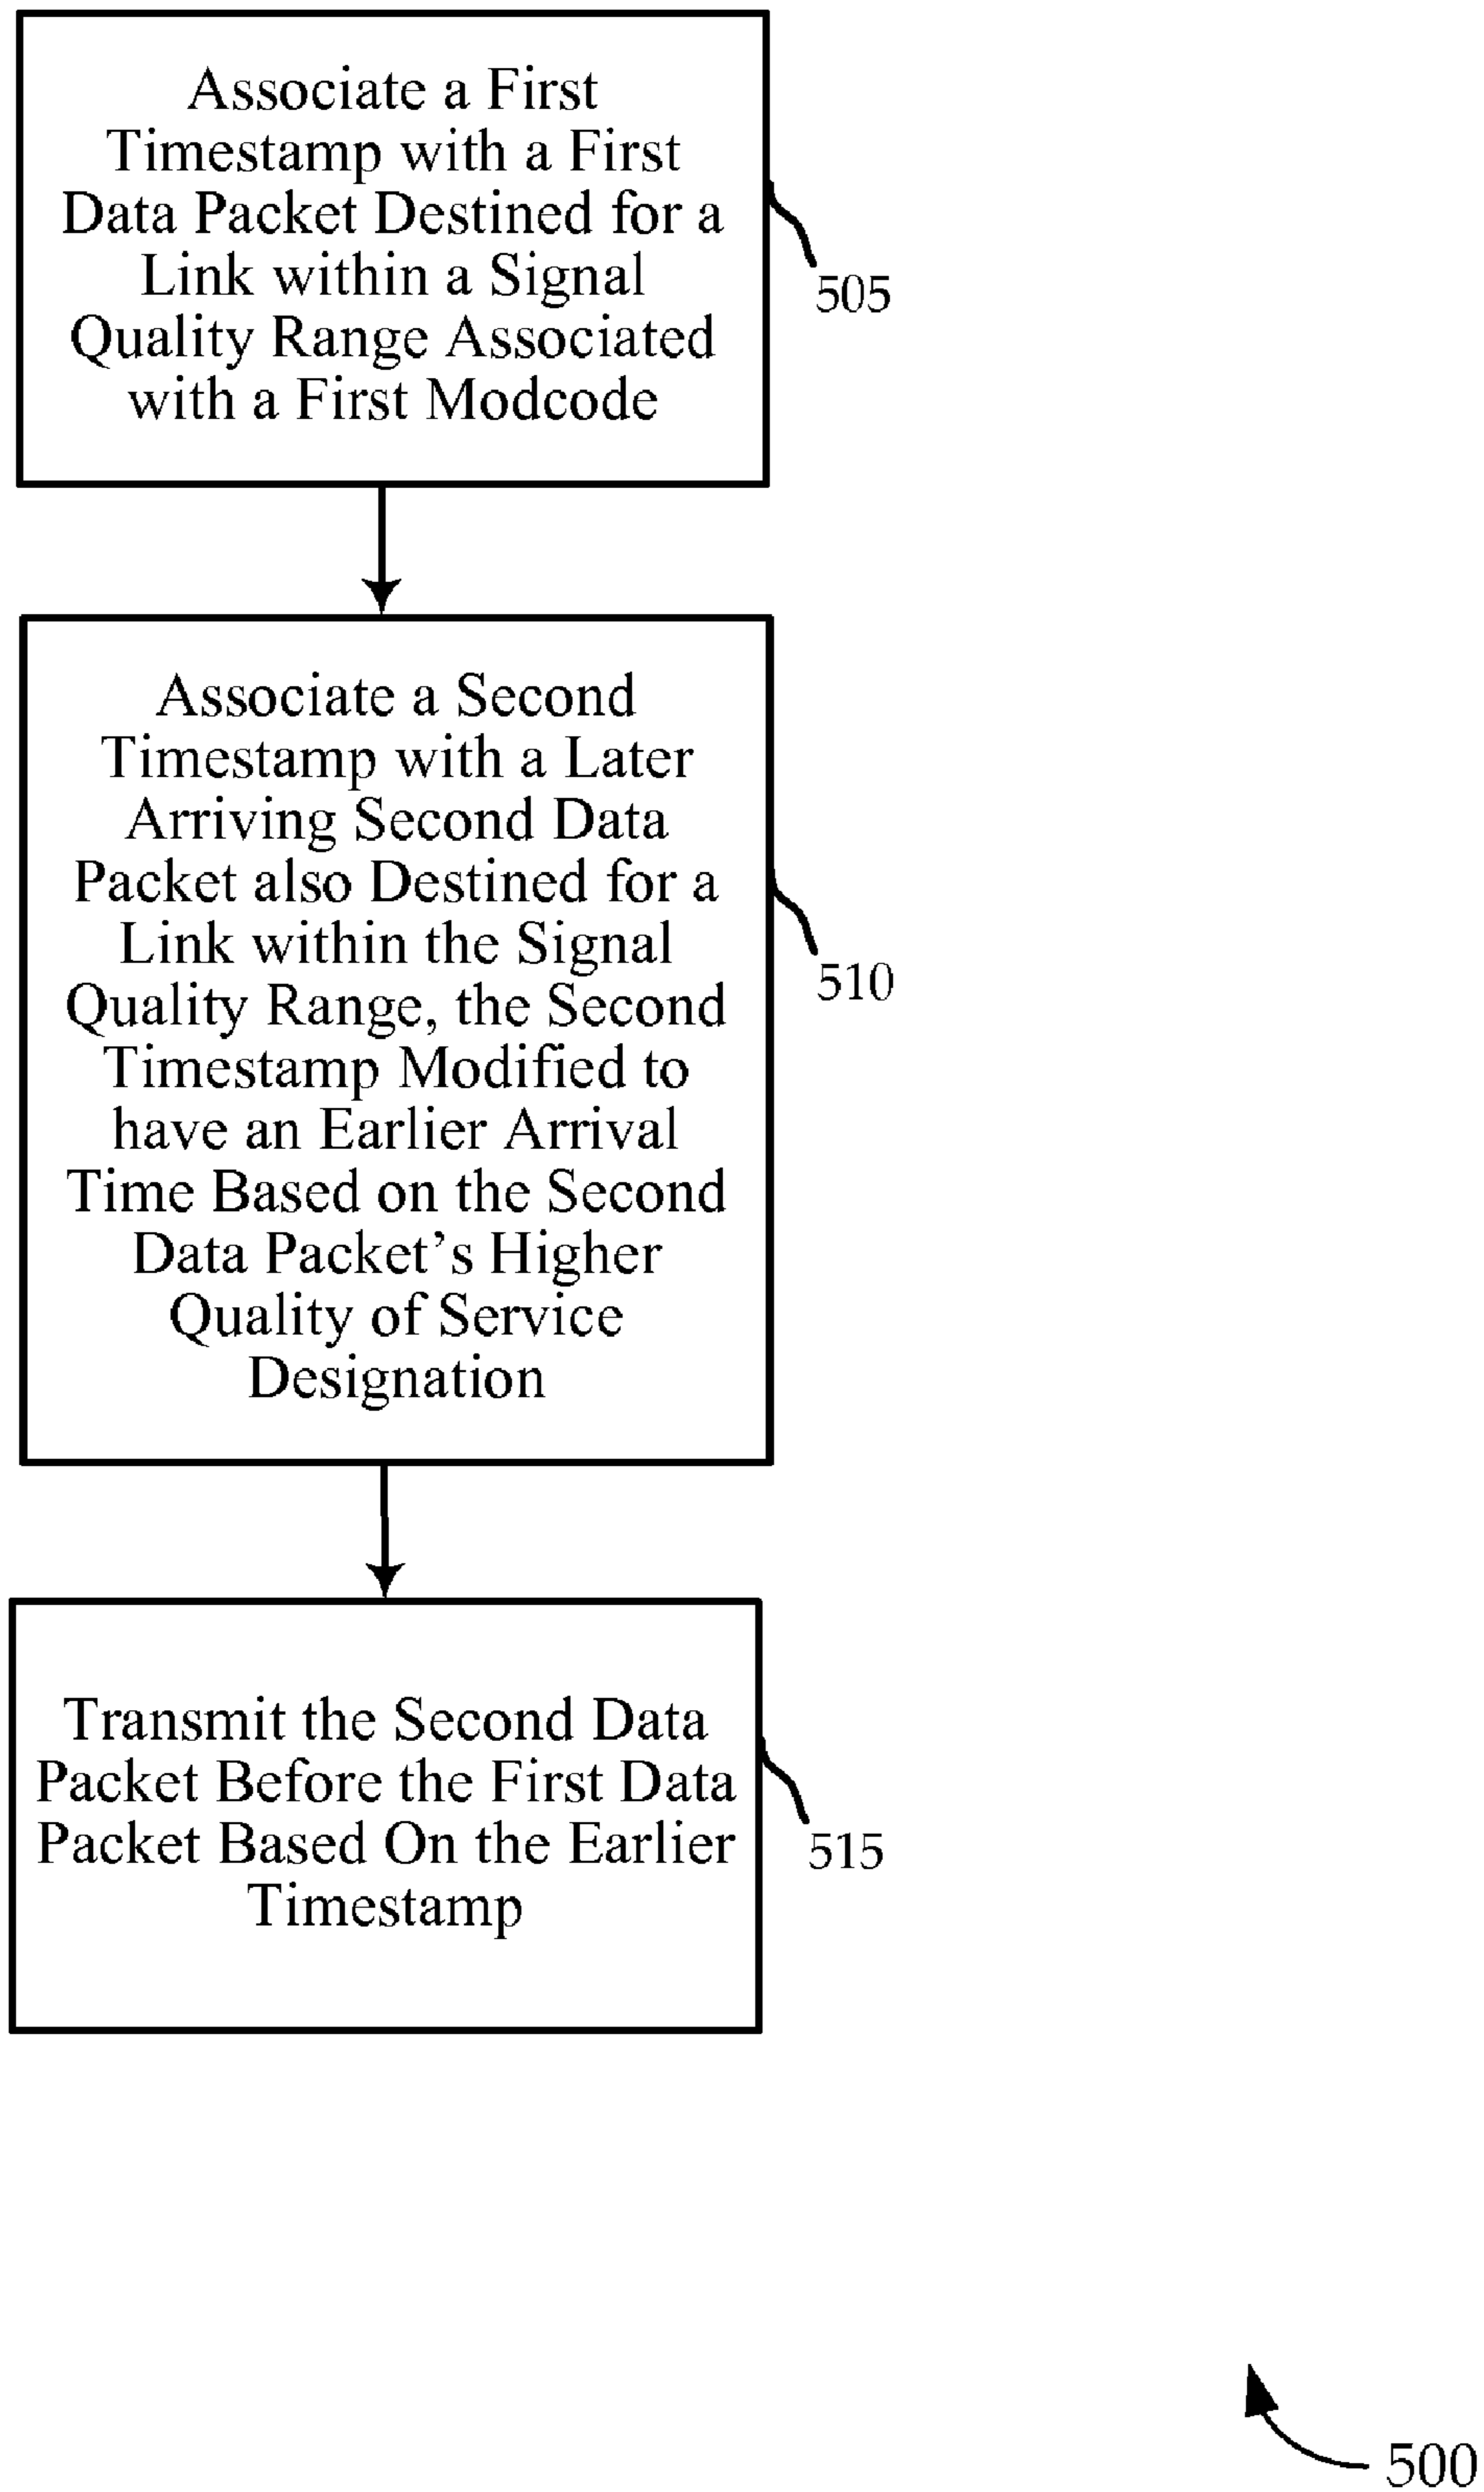 Associate a First
Timestamp with a First
Data Packet Destined for a
Link within a Signal
Quality Range Associated
with a First Modcode
505
Associate a Second
Timestamp with a Later
Arriving Second Data
Packet also Destined for a
Link within the Signal
Quality Range, the Second
Timestamp Modified to
have an Earlier Arrival
Time Based on the Second
Data Packet’s Higher
Quality of Service
Designation
510
Transmit the Second Data
Packet Before the First Data
Packet Based On the Earlier
Timestamp
515
500